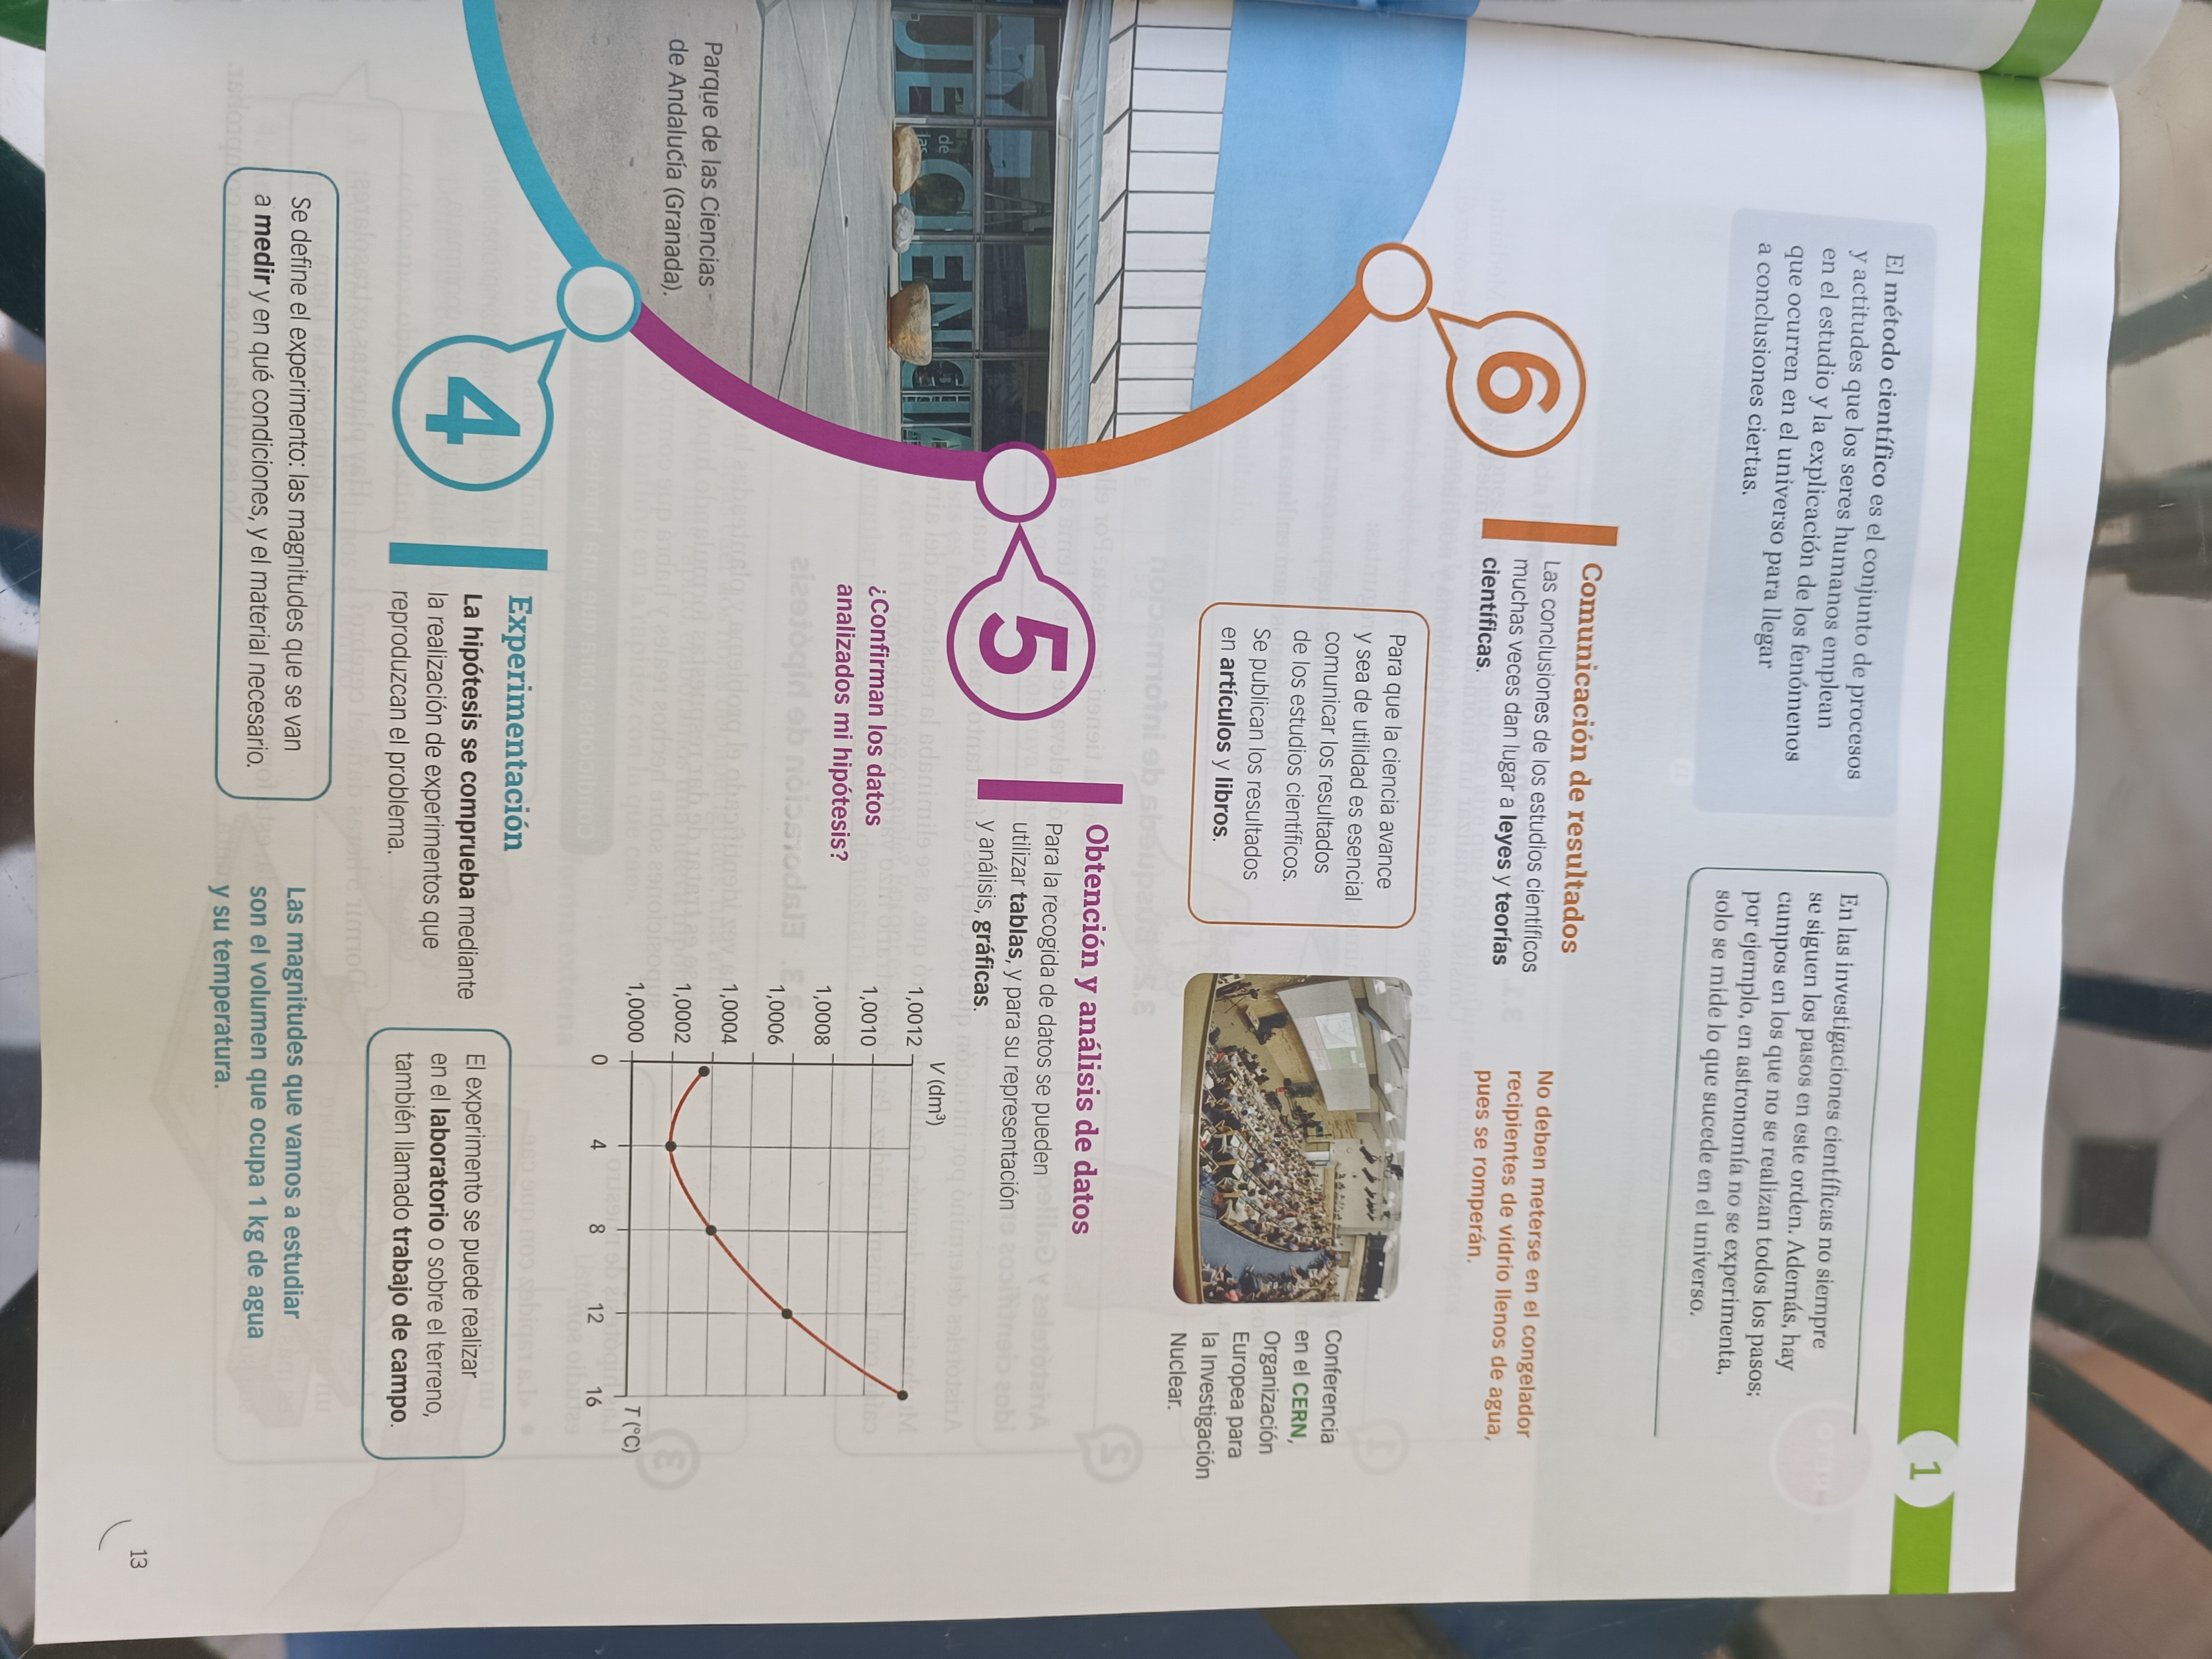 1
El método científico es el conjunto de procesos
y actitudes que los seres humanos emplean
en el estudio y la explicación de los fenómenos
que ocurren en el universo para llegar
a conclusiones ciertas.
En las investigaciones científicas no siempre
se siguen los pasos en este orden. Además, hay
campos en los que no se realizan todos los pasos;
por ejemplo, en astronomía no se experimenta,
solo se mide lo que sucede en el universo.
6
Comunicación de resultados
Las conclusiones de los estudios científicos
muchas veces dan lugar a leyes y teorías
científicas.
No deben meterse en el congelador
recipientes de vidrio llenos de agua,
pues se romperán.
Para que la ciencia avance
y sea de utilidad es esencial
comunicar los resultados
de los estudios científicos.
Se publican los resultados
en artículos y libros.
Conferencia
en el CERN,
Organización
Europea para
la Investigación
Nuclear.
5
Obtención y análisis de datos
Para la recogida de datos se pueden
utilizar tablas, y para su representación
y análisis, gráficas.
¿Confirman los datos
analizados mi hipótesis?
V (dm³)
1,0012
1,0010
1,0008
1,0006
1,0004
1,0002
1,0000
T (°C)
0 4 8 12 16
UE de las CIENCIA
Parque de las Ciencias
de Andalucía (Granada).
4
Experimentación
La hipótesis se comprueba mediante
la realización de experimentos que
reproduzcan el problema.
El experimento se puede realizar
en el laboratorio o sobre el terreno,
también llamado trabajo de campo.
Se define el experimento: las magnitudes que se van
a medir y en qué condiciones, y el material necesario.
Las magnitudes que vamos a estudiar
son el volumen que ocupa 1 kg de agua
y su temperatura.
13